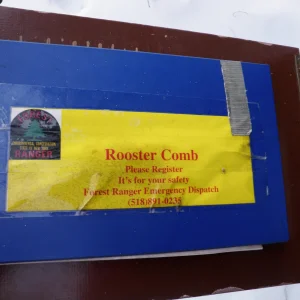 RANGER
Rooster Comb
Please Register
It's for your safety
Forest Ranger Emergency Dispatch
(518)891-0235